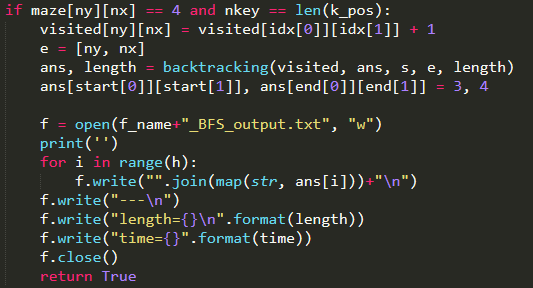 if maze[ny][nx] == 4 and nkey == len(k_pos):
    visited[ny][nx] = visited[idx[0]][idx[1]] + 1
    e = [ny, nx]
    ans, length = backtracking(visited, ans, s, e, length)
    ans[start[0]][start[1]], ans[end[0]][end[1]] = 3, 4

    f = open(f_name+"_BFS_output.txt", "w")
    print('')
    for i in range(h):
        f.write("".join(map(str, ans[i]))+"\n")
    f.write("---\n")
    f.write("length={}\n".format(length))
    f.write("time={}".format(time))
    f.close()
    return True